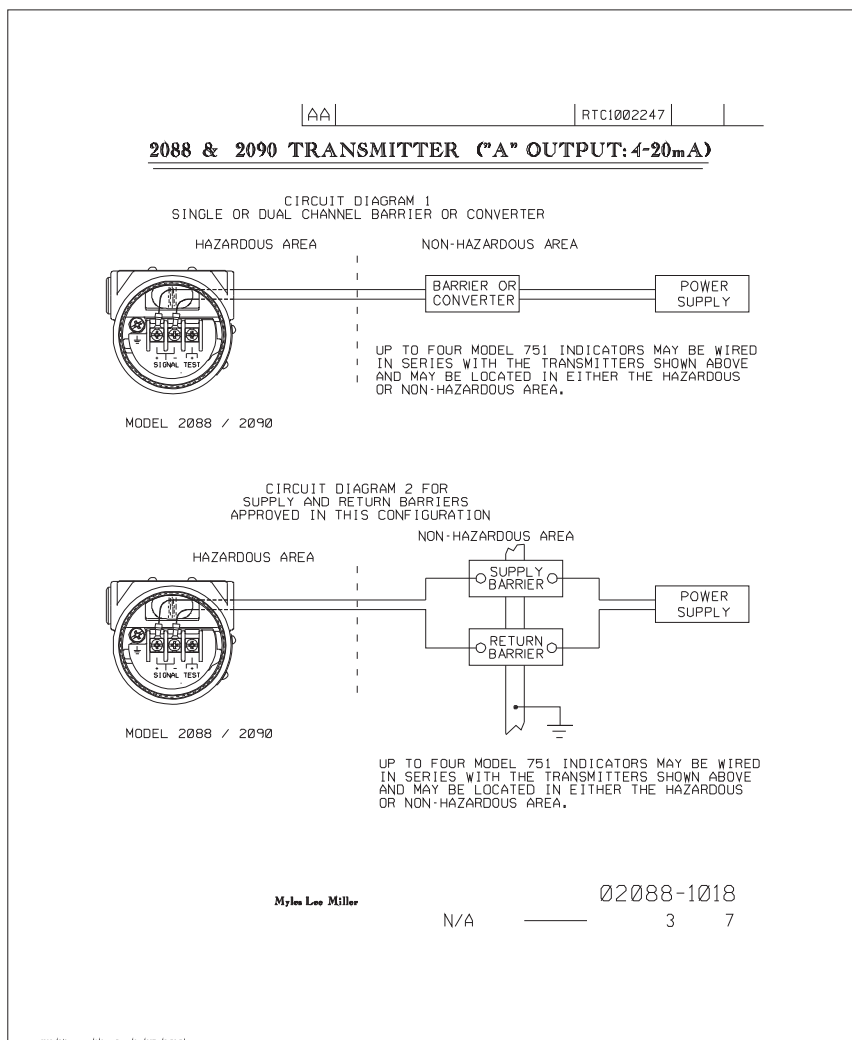 AA RTC1002247
2088 & 2090 TRANSMITTER ("A" OUTPUT: 4-20mA)
CIRCUIT DIAGRAM 1
SINGLE OR DUAL CHANNEL BARRIER OR CONVERTER
HAZARDOUS AREA NON-HAZARDOUS AREA
BARRIER OR
CONVERTER
POWER
SUPPLY
+ - +
SIGNAL TEST
UP TO FOUR MODEL 751 INDICATORS MAY BE WIRED
IN SERIES WITH THE TRANSMITTERS SHOWN ABOVE
AND MAY BE LOCATED IN EITHER THE HAZARDOUS
OR NON-HAZARDOUS AREA.
MODEL 2088 / 2090
CIRCUIT DIAGRAM 2 FOR
SUPPLY AND RETURN BARRIERS
APPROVED IN THIS CONFIGURATION
NON-HAZARDOUS AREA
HAZARDOUS AREA
SUPPLY
BARRIER
POWER
SUPPLY
RETURN
BARRIER
+ - +
SIGNAL TEST
MODEL 2088 / 2090
UP TO FOUR MODEL 751 INDICATORS MAY BE WIRED
IN SERIES WITH THE TRANSMITTERS SHOWN ABOVE
AND MAY BE LOCATED IN EITHER THE HAZARDOUS
OR NON-HAZARDOUS AREA.
Myles Lee Miller
02088-1018
N/A 3 7